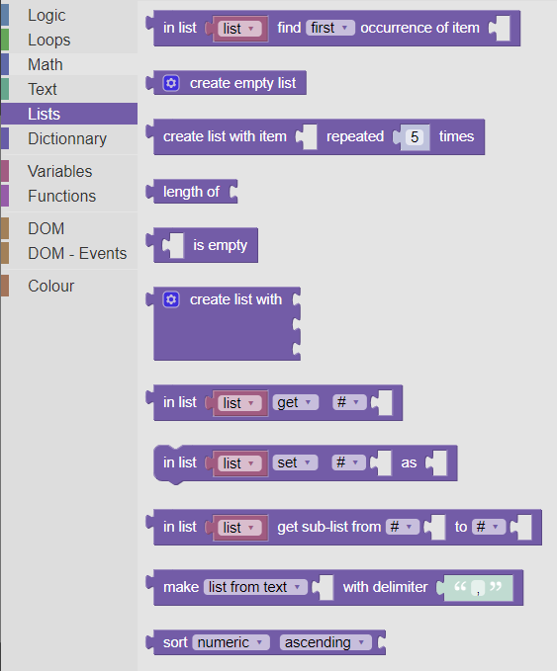 Logic
Loops
Math
Text
Lists
Dictionnary
Variables
Functions
DOM
DOM - Events
Colour
in list list find first occurrence of item
create empty list
create list with item repeated 5 times
length of
is empty
create list with
in list list get #
in list list set # as
in list list get sub-list from # to #
make list from text with delimiter “ , ”
sort numeric ascending